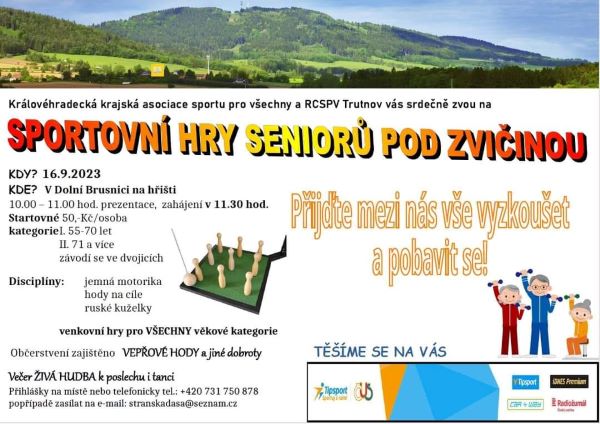 Královéhradecká krajská asociace sportu pro všechny a RCSPV Trutnov vás srdečně zvou na
SPORTOVNÍ HRY SENIORŮ POD ZVIČINOU
KDY? 16.9.2023
KDE? V Dolní Brusnici na hřišti
10.00 – 11.00 hod. prezentace, zahájení v 11.30 hod.
Startovné 50,-Kč/osoba
kategorieI. 55-70 let
II. 71 a více
závodí se ve dvojicích
Disciplíny: jemná motorika
hody na cíle
ruské kuželky
venkovní hry pro VŠECHNY věkové kategorie
Občerstvení zajištěno VEPŘOVÉ HODY a jiné dobroty
Večer ŽIVÁ HUDBA k poslechu i tanci
Přihlášky na místě nebo telefonicky tel.: +420 731 750 878
popřípadě zasílat na e-mail: stranskadasa@seznam.cz
Přijďte mezi nás vše vyzkoušet
a pobavit se!
TĚŠÍME SE NA VÁS
Tipsport
Tipsport
iDNES Premium
CAR4WAY
Radiožurnál